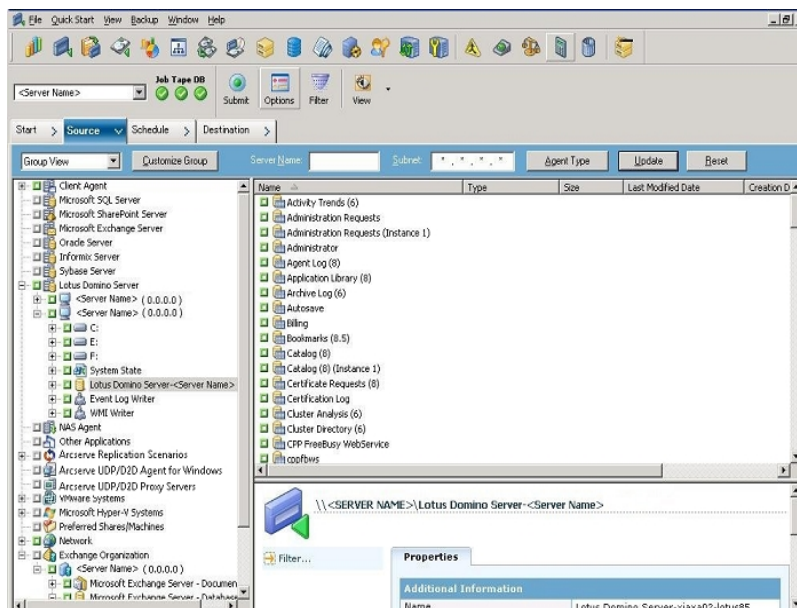 File Quick Start View Backup Window Help
Job Tape DB
<Server Name>
Submit Options Filter View
Start > Source Schedule > Destination >
Group View Customize Group Server Name: Subnet: * . * . * . * Agent Type Update Reset
Client Agent
Microsoft SQL Server
Microsoft SharePoint Server
Microsoft Exchange Server
Oracle Server
Informix Server
Sybase Server
Lotus Domino Server
<Server Name> (0.0.0.0)
<Server Name> (0.0.0.0)
C:
E:
F:
System State
Lotus Domino Server-<Server Name>
Event Log Writer
WMI Writer
NAS Agent
Other Applications
Arcserve Replication Scenarios
Arcserve UDP/D2D Agent for Windows
Arcserve UDP/D2D Proxy Servers
VMware Systems
Microsoft Hyper-V Systems
Preferred Shares/Machines
Network
Exchange Organization
<Server Name> (0.0.0.0)
Microsoft Exchange Server - Documen
Microsoft Exchange Server - Database
Name Type Size Last Modified Date Creation D
Activity Trends (6)
Administration Requests
Administration Requests (Instance 1)
Administrator
Agent Log (8)
Application Library (8)
Archive Log (6)
Autosave
Billing
Bookmarks (8.5)
Catalog (8)
Catalog (8) (Instance 1)
Certificate Requests (8)
Certification Log
Cluster Analysis (6)
Cluster Directory (6)
CPP FreeBusy WebService
cppfbws
\\<SERVER NAME>\Lotus Domino Server-<Server Name>
Filter...
Properties
Additional Information
Name Lotus Domino Server-xiaxa02-lotus85